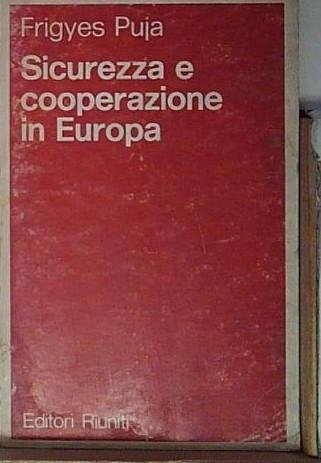 Frigyes Puja
Sicurezza e
cooperazione
in Europa
Editori Riuniti